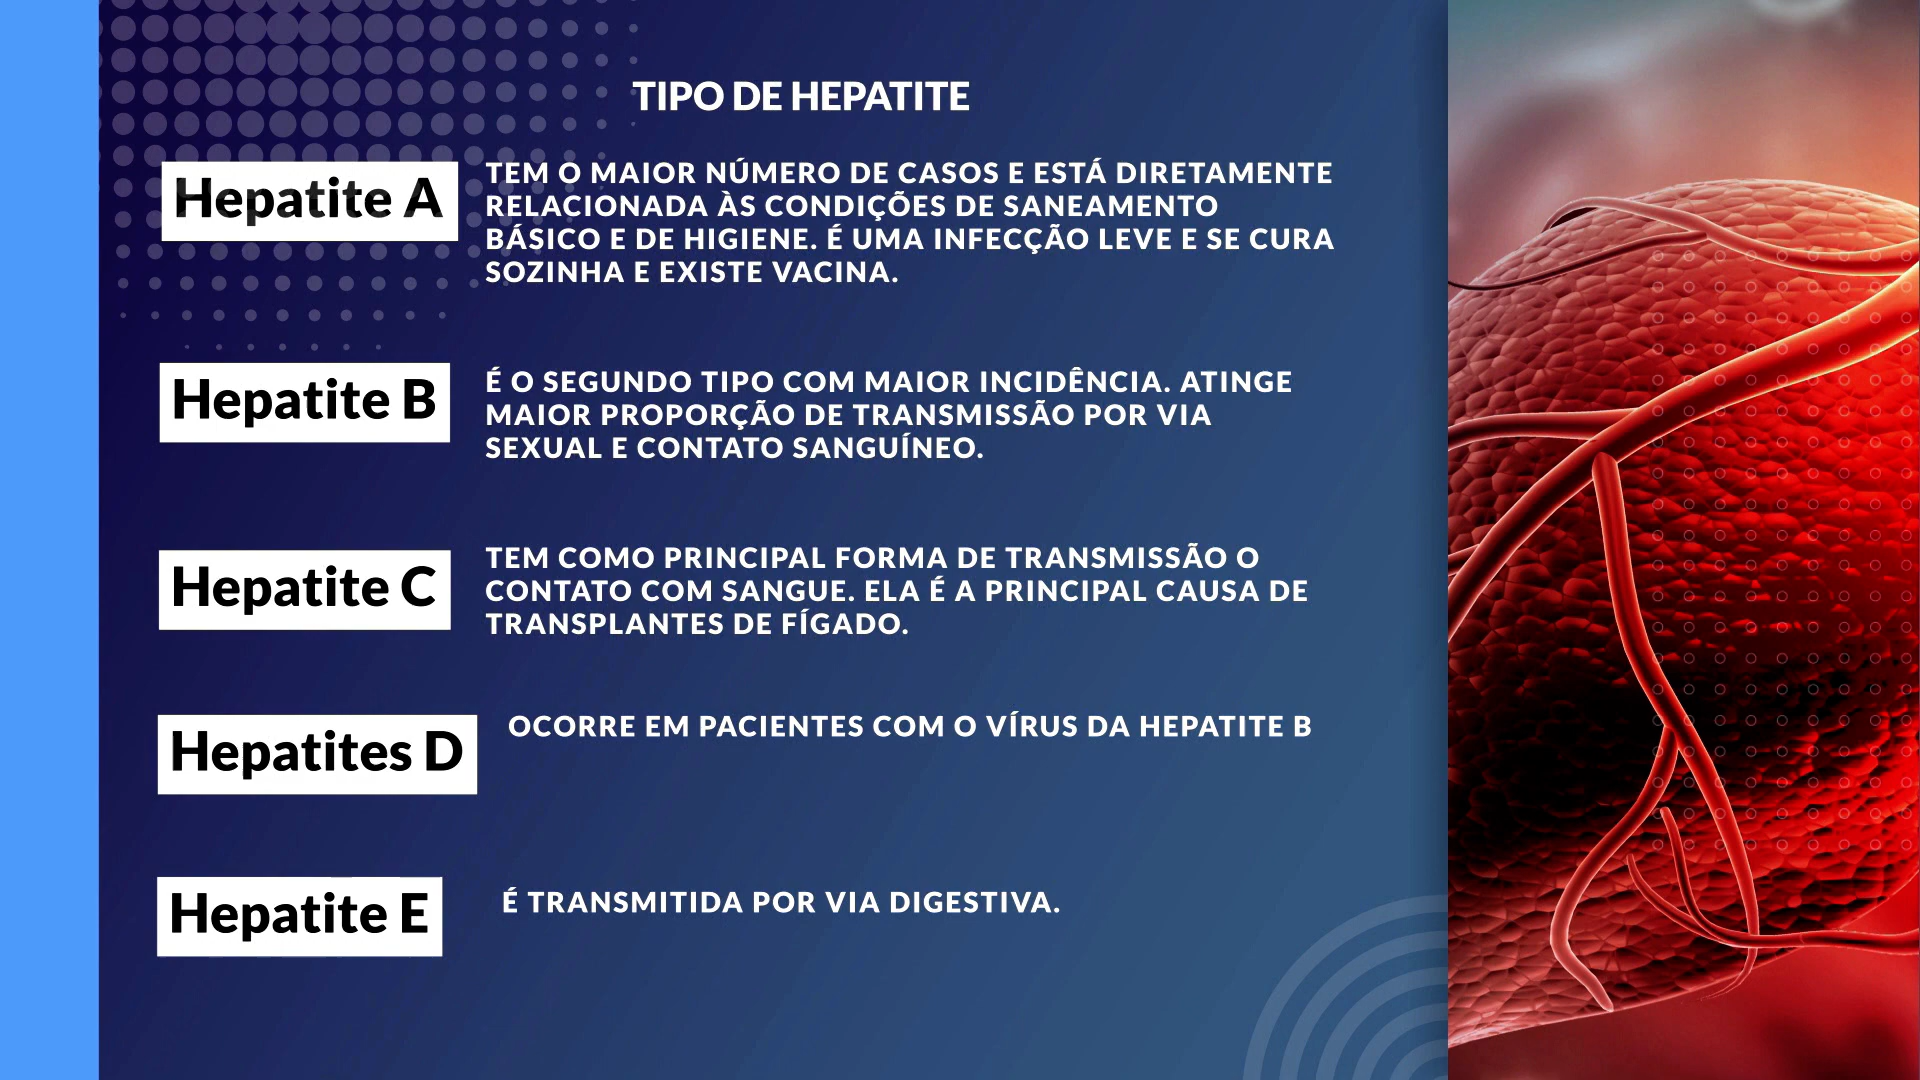 TIPO DE HEPATITE
Hepatite A
TEM O MAIOR NÚMERO DE CASOS E ESTÁ DIRETAMENTE
RELACIONADA ÀS CONDIÇÕES DE SANEAMENTO
BÁSICO E DE HIGIENE. É UMA INFECÇÃO LEVE E SE CURA
SOZINHA E EXISTE VACINA.
Hepatite B
É O SEGUNDO TIPO COM MAIOR INCIDÊNCIA. ATINGE
MAIOR PROPORÇÃO DE TRANSMISSÃO POR VIA
SEXUAL E CONTATO SANGUÍNEO.
Hepatite C
TEM COMO PRINCIPAL FORMA DE TRANSMISSÃO O
CONTATO COM SANGUE. ELA É A PRINCIPAL CAUSA DE
TRANSPLANTES DE FÍGADO.
Hepatites D
OCORRE EM PACIENTES COM O VÍRUS DA HEPATITE B
Hepatite E
É TRANSMITIDA POR VIA DIGESTIVA.